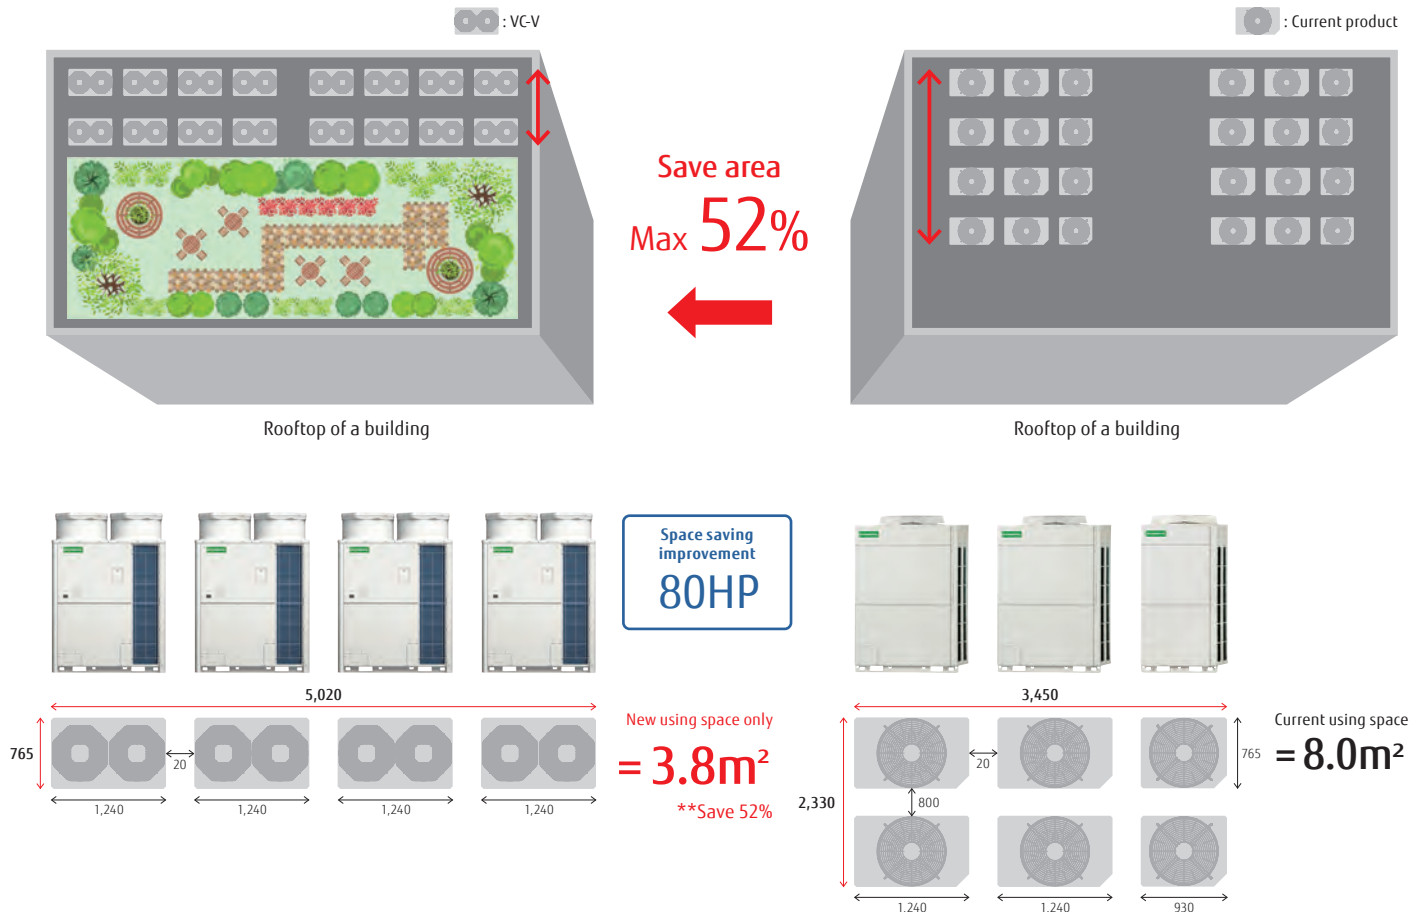 : VC-V
: Current product
Save area
Max 52%
Rooftop of a building
Rooftop of a building
Space saving
improvement
80HP
5,020
3,450
765
20
1,240
1,240
1,240
1,240
New using space only
= 3.8m²
**Save 52%
2,330
20
800
765
1,240
1,240
930
Current using space
= 8.0m²